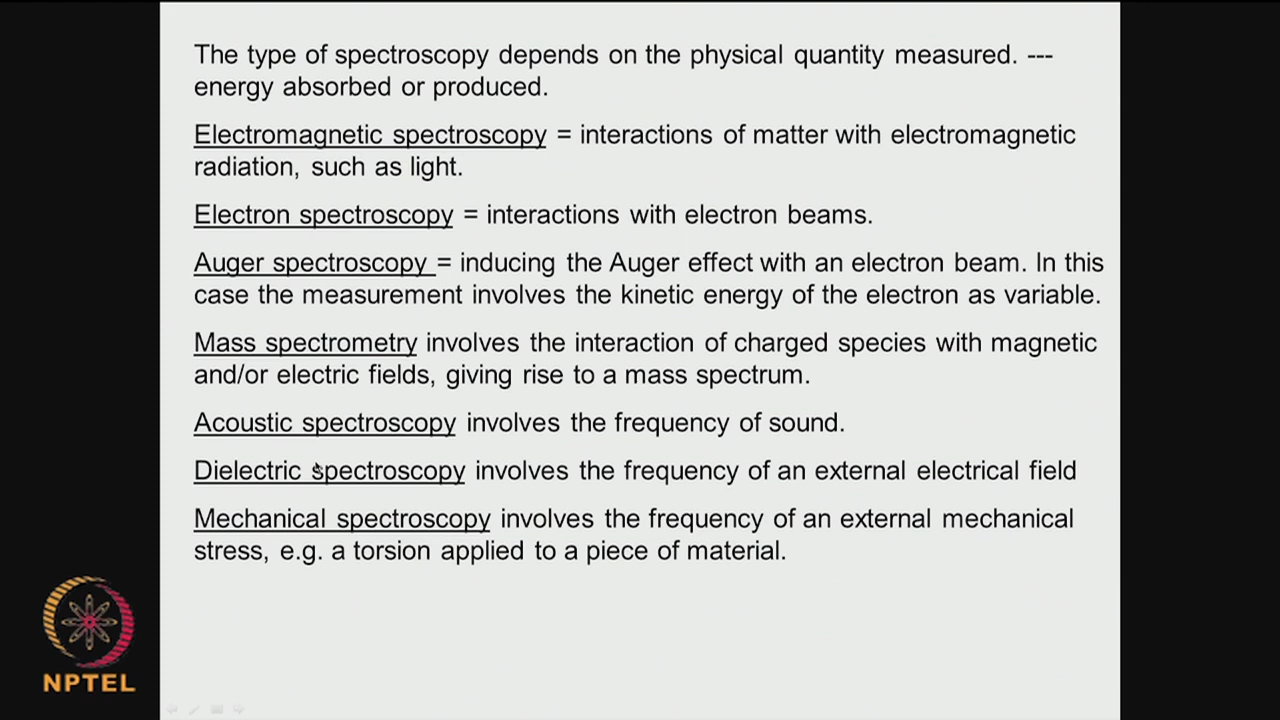 The type of spectroscopy depends on the physical quantity measured. ---
energy absorbed or produced.
Electromagnetic spectroscopy = interactions of matter with electromagnetic
radiation, such as light.
Electron spectroscopy = interactions with electron beams.
Auger spectroscopy = inducing the Auger effect with an electron beam. In this
case the measurement involves the kinetic energy of the electron as variable.
Mass spectrometry involves the interaction of charged species with magnetic
and/or electric fields, giving rise to a mass spectrum.
Acoustic spectroscopy involves the frequency of sound.
Dielectric spectroscopy involves the frequency of an external electrical field
Mechanical spectroscopy involves the frequency of an external mechanical
stress, e.g. a torsion applied to a piece of material.
NPTEL